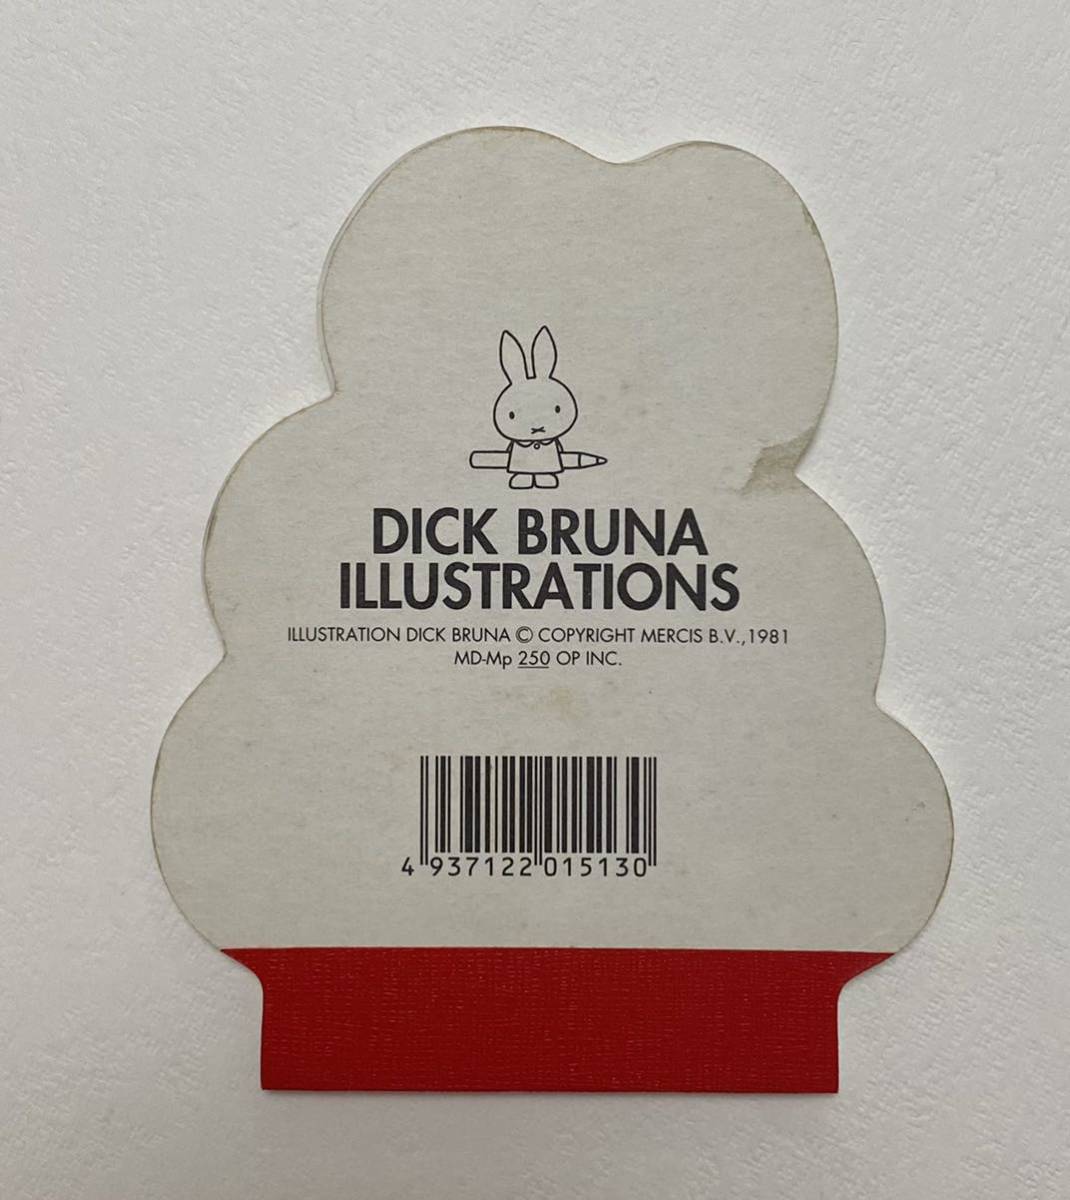 DICK BRUNA
ILLUSTRATIONS
ILLUSTRATION DICK BRUNA © COPYRIGHT MERCIS B.V.,1981
MD-Mp 250 OP INC.
4 937122 015130